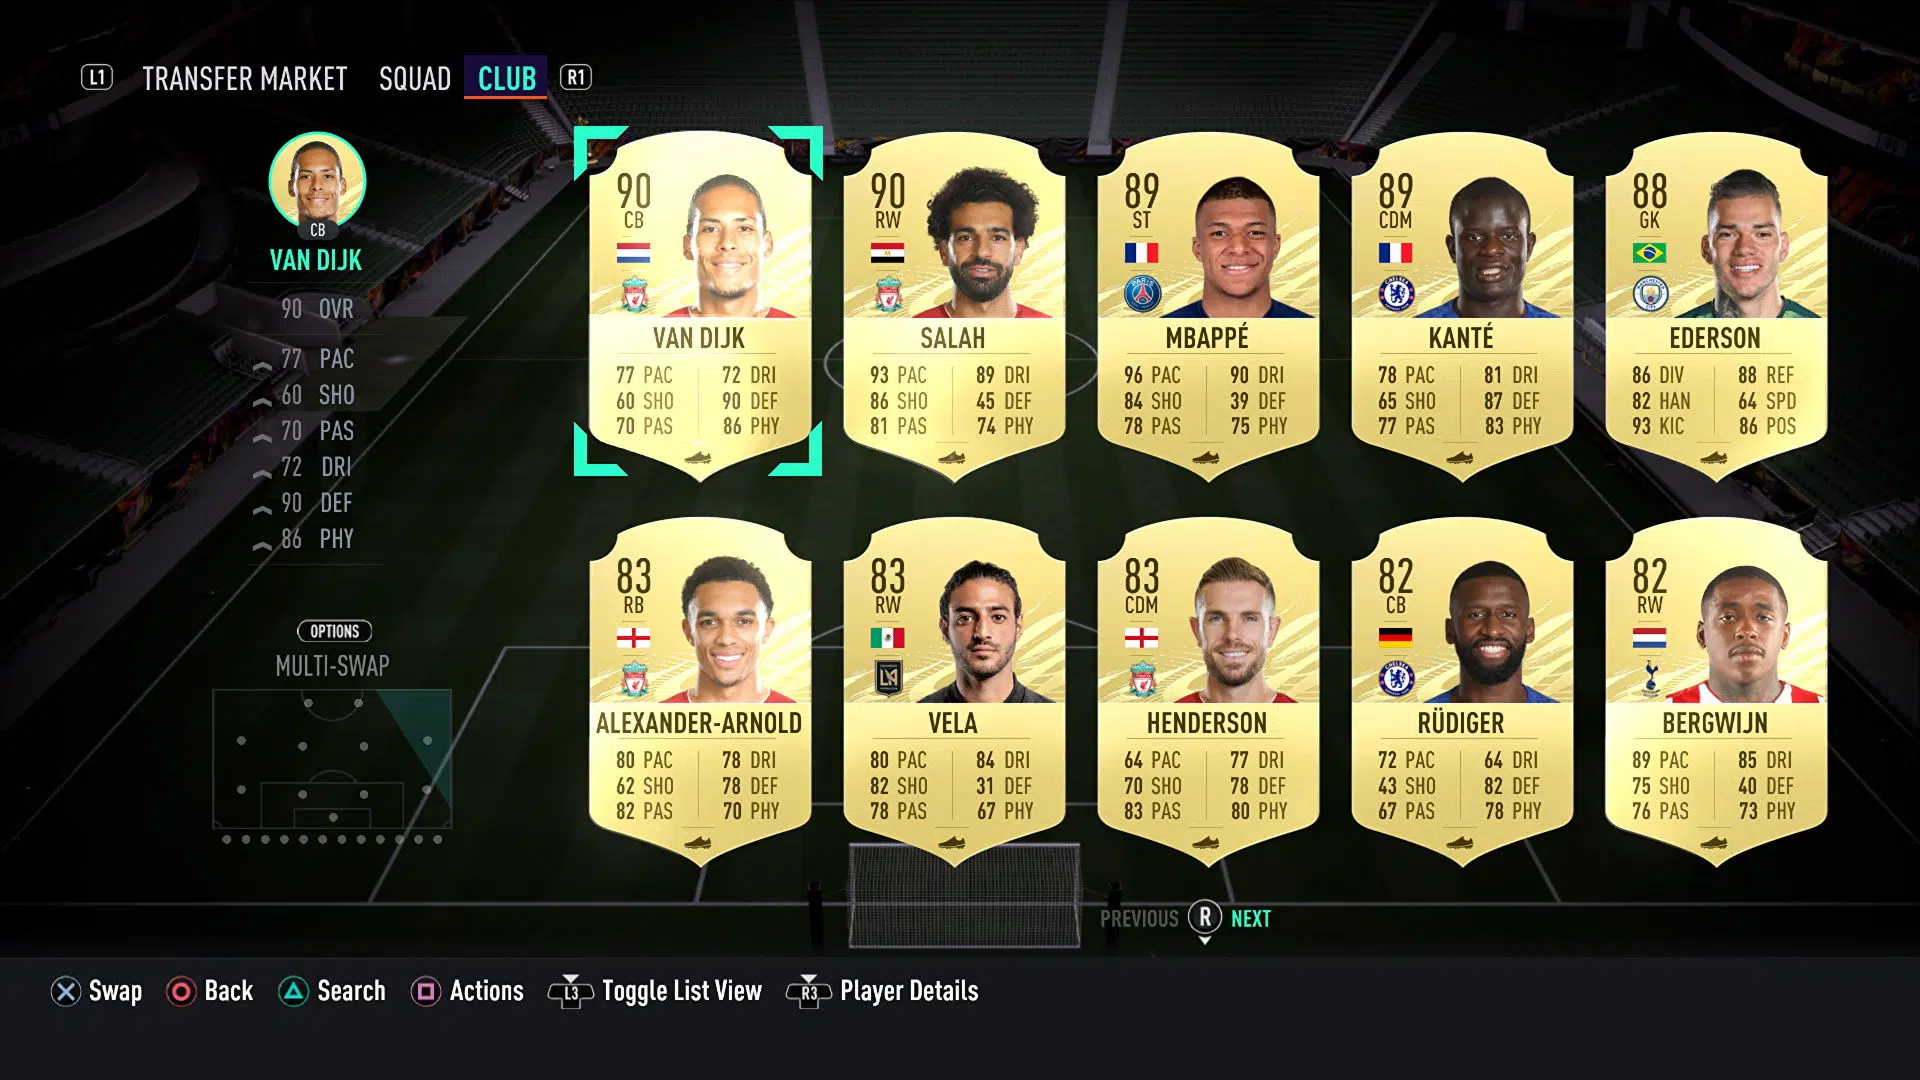 L1 TRANSFER MARKET SQUAD CLUB R1
CB
VAN DIJK
90 OVR
77 PAC
60 SHO
70 PAS
72 DRI
90 DEF
86 PHY
OPTIONS
MULTI-SWAP
90
CB
VAN DIJK
77 PAC 72 DRI
60 SHO 90 DEF
70 PAS 86 PHY
90
RW
SALAH
93 PAC 89 DRI
86 SHO 45 DEF
81 PAS 74 PHY
89
ST
PARIS
MBAPPÉ
96 PAC 90 DRI
84 SHO 39 DEF
78 PAS 75 PHY
89
CDM
KANTÉ
78 PAC 81 DRI
65 SHO 87 DEF
77 PAS 83 PHY
88
GK
EDERSON
86 DIV 88 REF
82 HAN 64 SPD
93 KIC 86 POS
83
RB
ALEXANDER-ARNOLD
80 PAC 78 DRI
62 SHO 78 DEF
82 PAS 70 PHY
83
RW
VELA
80 PAC 84 DRI
82 SHO 31 DEF
78 PAS 67 PHY
83
CDM
HENDERSON
64 PAC 77 DRI
70 SHO 78 DEF
83 PAS 80 PHY
82
CB
RÜDIGER
72 PAC 64 DRI
43 SHO 82 DEF
67 PAS 78 PHY
82
RW
BERGWIJN
89 PAC 85 DRI
75 SHO 40 DEF
76 PAS 73 PHY
PREVIOUS R NEXT
Swap Back Search Actions L3 Toggle List View R3 Player Details